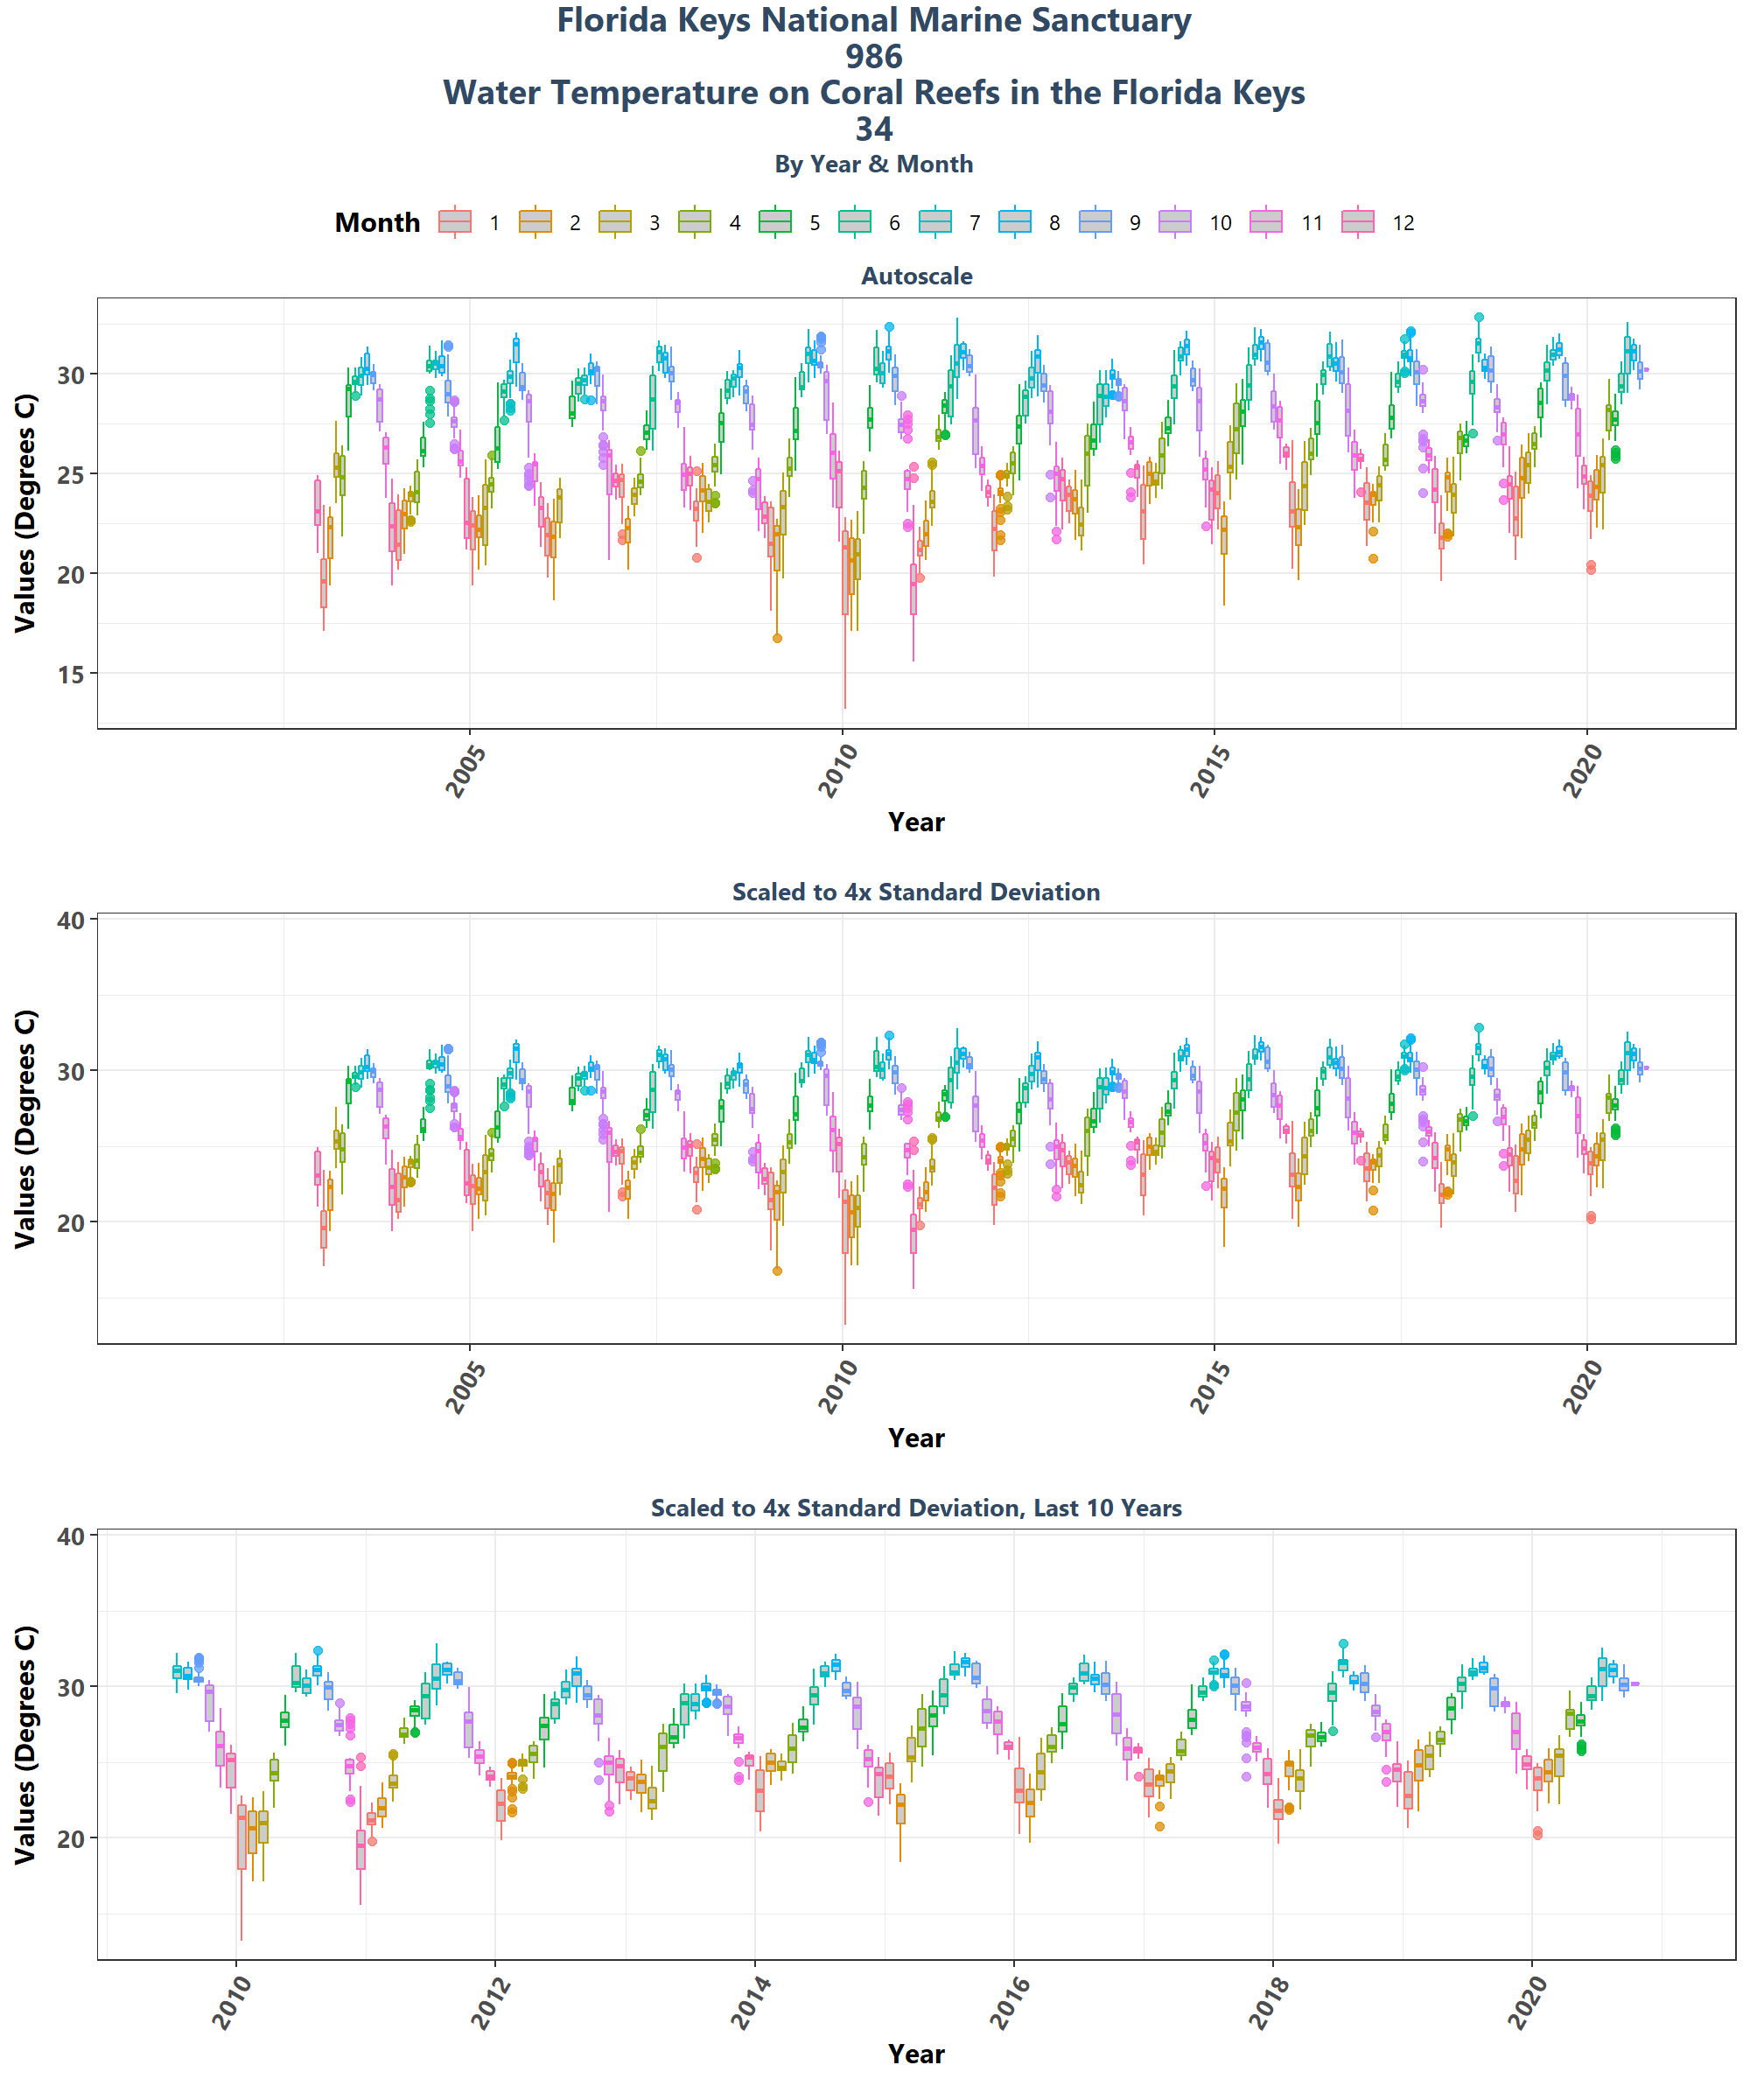 Florida Keys National Marine Sanctuary
986
Water Temperature on Coral Reefs in the Florida Keys
34
By Year & Month
Month 1 2 3 4 5 6 7 8 9 10 11 12
Autoscale
Values (Degrees C)
30
25
20
15
2005 2010 2015 2020
Year
Scaled to 4x Standard Deviation
Values (Degrees C)
40
30
20
2005 2010 2015 2020
Year
Scaled to 4x Standard Deviation, Last 10 Years
Values (Degrees C)
40
30
20
2010 2012 2014 2016 2018 2020
Year